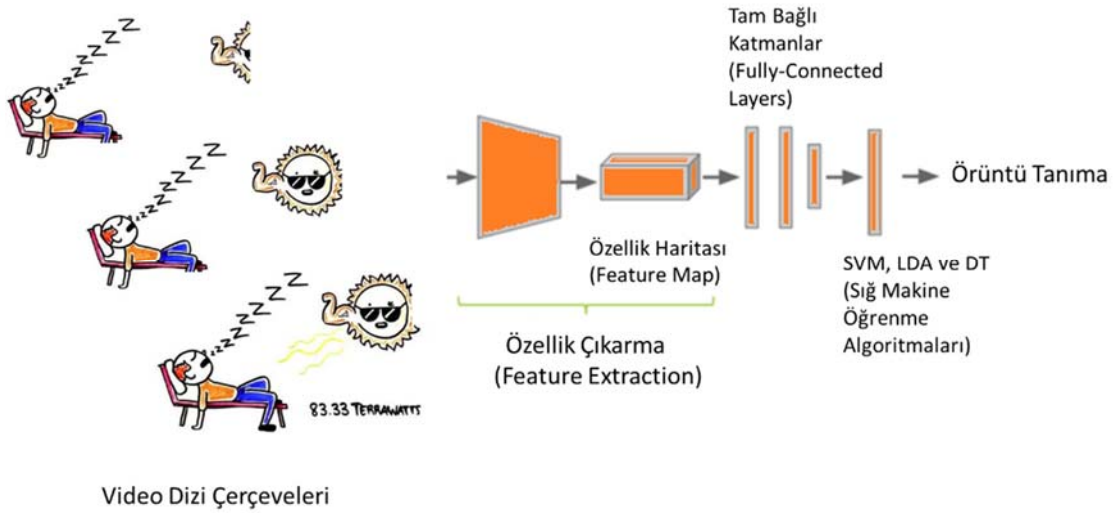 Z Z Z Z Z Z Z Z Z Z
Z Z Z Z Z Z Z Z Z Z
Z Z Z Z Z Z Z Z Z Z
83.33 TERRAWATTS
Video Dizi Çerçeveleri
Özellik Haritası
(Feature Map)
Özellik Çıkarma
(Feature Extraction)
Tam Bağlı
Katmanlar
(Fully-Connected
Layers)
SVM, LDA ve DT
(Sığ Makine
Öğrenme
Algoritmaları)
Örüntü Tanıma